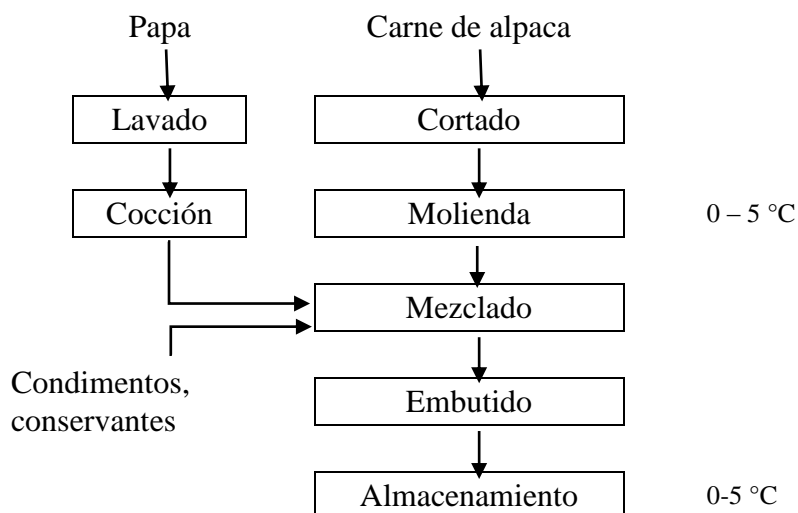 Papa
Carne de alpaca
Lavado
Cortado
Cocción
Molienda
0 – 5 °C
Mezclado
Condimentos,
conservantes
Embutido
Almacenamiento
0-5 °C